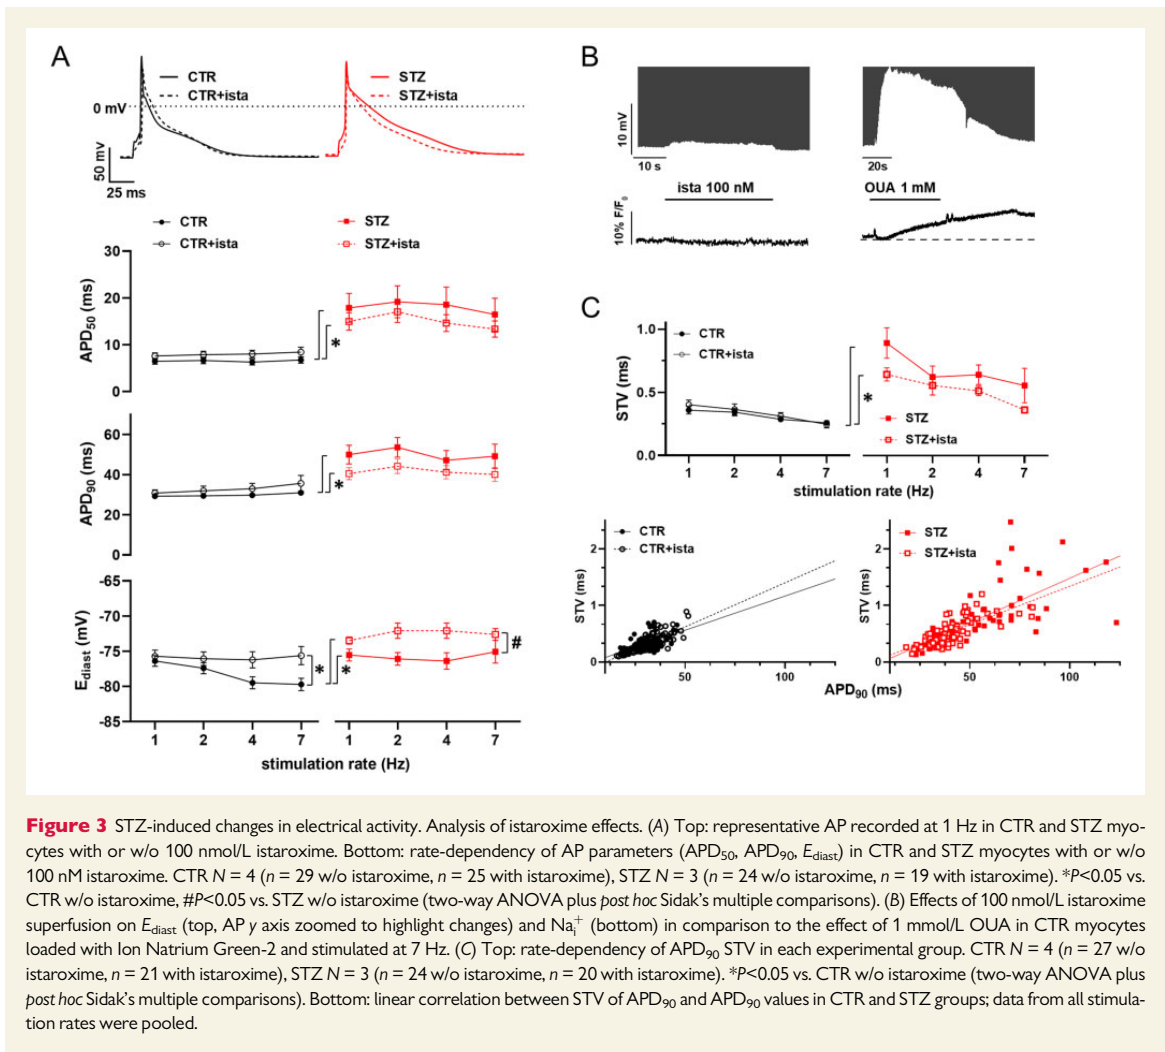 A
CTR
CTR+ista
STZ
STZ+ista
0 mV
50 mV
25 ms
CTR
CTR+ista
STZ
STZ+ista
30
20
10
0
APD50 (ms)
60
40
20
0
APD90 (ms)
-65
-70
-75
-80
-85
Ediast (mV)
*
*
*
*
#
1 2 4 7 1 2 4 7
stimulation rate (Hz)
B
10 mV
10 s
20s
ista 100 nM
OUA 1 mM
10% F/F0
C
1.0
0.5
0.0
STV (ms)
CTR
CTR+ista
*
STZ
STZ+ista
1 2 4 7 1 2 4 7
stimulation rate (Hz)
CTR
CTR+ista
STV (ms)
2
1
0
50 100
STZ
STZ+ista
STV (ms)
2
1
0
50 100
APD90 (ms)
Figure 3 STZ-induced changes in electrical activity. Analysis of istaroxime effects. (A) Top: representative AP recorded at 1 Hz in CTR and STZ myo-
cytes with or w/o 100 nmol/L istaroxime. Bottom: rate-dependency of AP parameters (APD50, APD90, Ediast) in CTR and STZ myocytes with or w/o
100 nM istaroxime. CTR N = 4 (n = 29 w/o istaroxime, n = 25 with istaroxime), STZ N = 3 (n = 24 w/o istaroxime, n = 19 with istaroxime). *P<0.05 vs.
CTR w/o istaroxime, #P<0.05 vs. STZ w/o istaroxime (two-way ANOVA plus post hoc Sidak's multiple comparisons). (B) Effects of 100 nmol/L istaroxime
superfusion on Ediast (top, AP y axis zoomed to highlight changes) and Nai+ (bottom) in comparison to the effect of 1 mmol/L OUA in CTR myocytes
loaded with Ion Natrium Green-2 and stimulated at 7 Hz. (C) Top: rate-dependency of APD90 STV in each experimental group. CTR N = 4 (n = 27 w/o
istaroxime, n = 21 with istaroxime), STZ N = 3 (n = 24 w/o istaroxime, n = 20 with istaroxime). *P<0.05 vs. CTR w/o istaroxime (two-way ANOVA plus
post hoc Sidak's multiple comparisons). Bottom: linear correlation between STV of APD90 and APD90 values in CTR and STZ groups; data from all stimula-
tion rates were pooled.